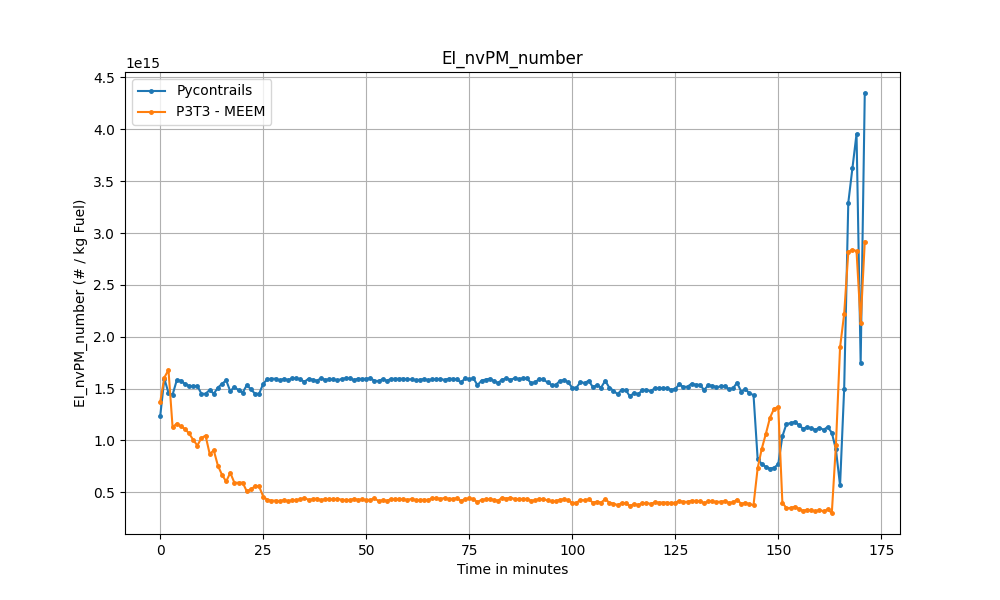 EI_nvPM_number
1e15
Pycontrails
P3T3 - MEEM
4.5
4.0
3.5
3.0
2.5
2.0
1.5
1.0
0.5
EI_nvPM_number (# / kg Fuel)
0 25 50 75 100 125 150 175
Time in minutes